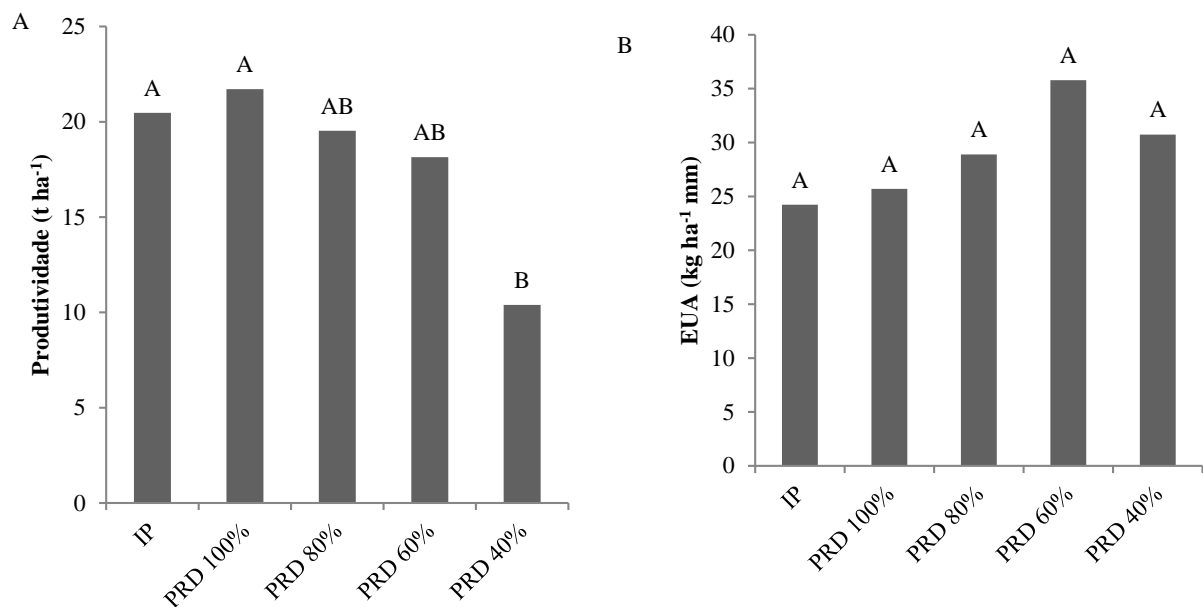 A
Produtividade (t ha⁻¹)
25
20
15
10
5
0
A
A
AB
AB
B
IP
PRD 100%
PRD 80%
PRD 60%
PRD 40%
B
EUA (kg ha⁻¹ mm)
40
35
30
25
20
15
10
5
0
A
A
A
A
A
IP
PRD 100%
PRD 80%
PRD 60%
PRD 40%